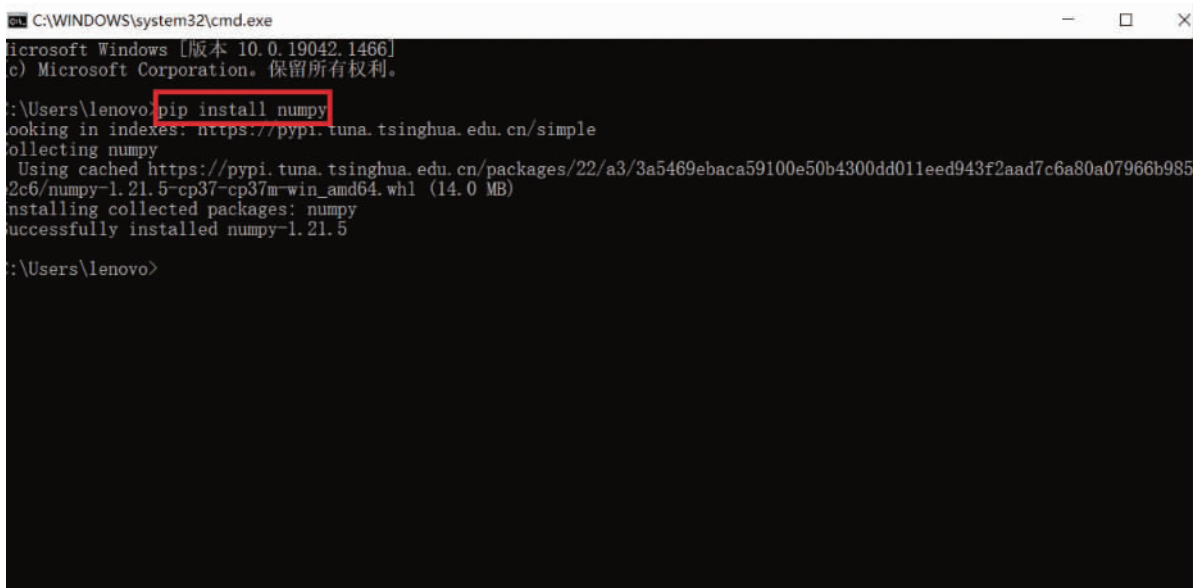 C:\WINDOWS\system32\cmd.exe
icrosoft Windows [版本 10.0.19042.1466]
c) Microsoft Corporation。保留所有权利。
:\Users\lenovo>pip install numpy
ooking in indexes: https://pypi.tuna.tsinghua.edu.cn/simple
ollecting numpy
Using cached https://pypi.tuna.tsinghua.edu.cn/packages/22/a3/3a5469ebaca59100e50b4300dd011eed943f2aad7c6a80a07966b985
2c6/numpy-1.21.5-cp37-cp37m-win_amd64.whl (14.0 MB)
nstalling collected packages: numpy
uccessfully installed numpy-1.21.5
:\Users\lenovo>